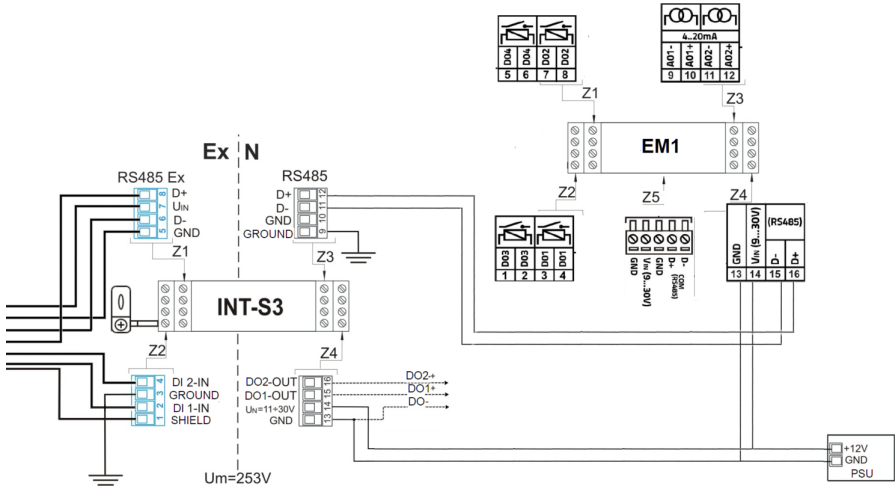 DO4 DO4 DO2 DO2
5 6 7 8
Z1
4..20mA
AO1- AO1+ AO2- AO2+
9 10 11 12
Z3
EM1
Ex N
RS485 Ex
8 D+
7 UIN
6 D-
5 GND
Z1
RS485
D+ 12
D- 11
GND 10
GROUND 9
Z3
Z2
DO3 DO3 DO1 DO1
1 2 3 4
Z5
GND
VIN (9...30V)
GND
D+
D-
COM (RS485)
Z4
GND
VIN (9...30V)
(RS485)
D-
D+
13 14 15 16
INT-S3
Z2
4 DI 2-IN
3 GROUND
2 DI 1-IN
1 SHIELD
Z4
DO2-OUT 16
DO1-OUT 15
UN=11÷30V 14
GND 13
DO2-+
DO1+
DO-
+12V
GND
PSU
Um=253V